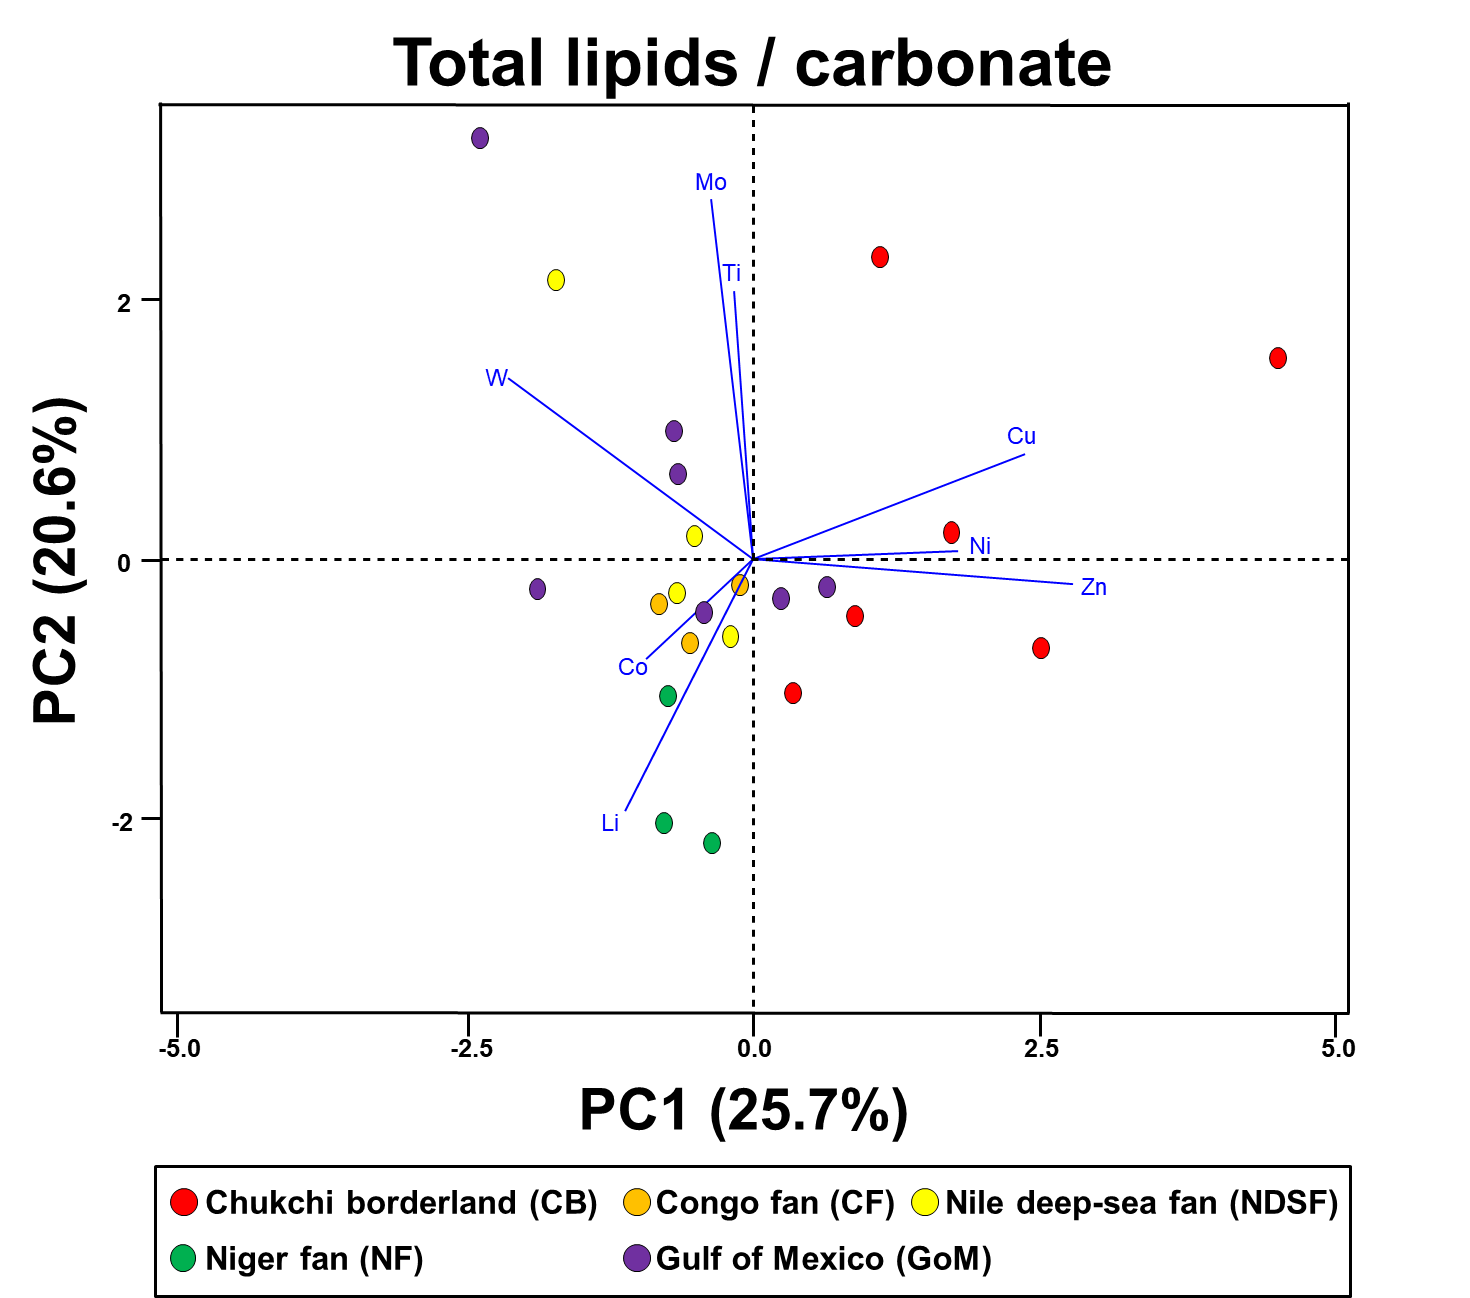 Total lipids / carbonate
Mo
Ti
2
W
Cu
PC2 (20.6%)
Ni
0
Zn
Co
-2
Li
-5.0 -2.5 0.0 2.5 5.0
PC1 (25.7%)
Chukchi borderland (CB) Congo fan (CF) Nile deep-sea fan (NDSF)
Niger fan (NF) Gulf of Mexico (GoM)